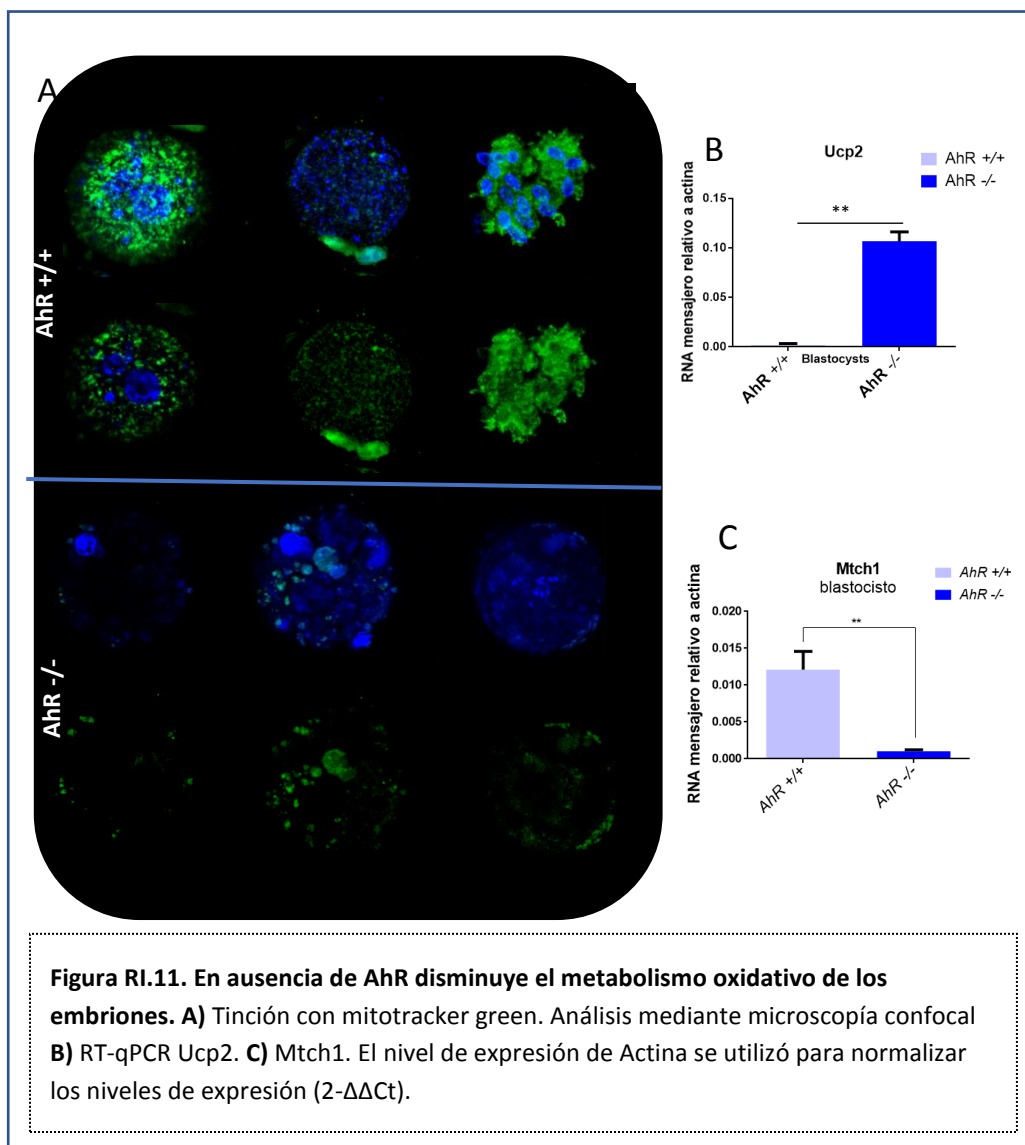 A
AhR +/+
AhR -/-
B
Ucp2
AhR +/+
AhR -/-
RNA mensajero relativo a actina
**
0.15
0.10
0.05
0.00
AhR +/+
Blastocysts
AhR -/-
C
Mtch1
blastocisto
AhR +/+
AhR -/-
RNA mensajero relativo a actina
**
0.020
0.015
0.010
0.005
0.000
AhR +/+
AhR -/-
Figura RI.11. En ausencia de AhR disminuye el metabolismo oxidativo de los
embriones. A) Tinción con mitotracker green. Análisis mediante microscopía confocal
B) RT-qPCR Ucp2. C) Mtch1. El nivel de expresión de Actina se utilizó para normalizar
los niveles de expresión (2-ΔΔCt).